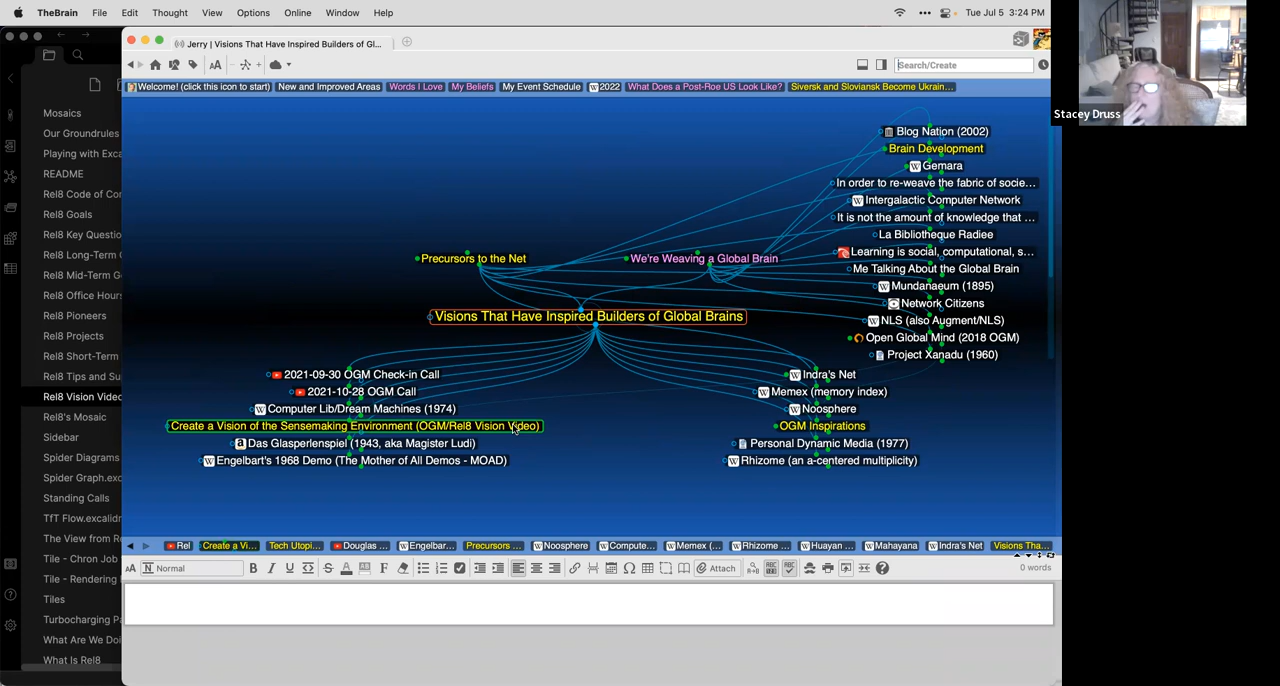 TheBrain File Edit Thought View Options Online Window Help
Tue Jul 5 3:24 PM
Jerry | Visions That Have Inspired Builders of Gl...
AA
Search/Create
Welcome! (click this icon to start) New and Improved Areas Words I Love My Beliefs My Event Schedule 2022 What Does a Post-Roe US Look Like? Siversk and Sloviansk Become Ukrain...
Mosaics
Our Groundrules
Playing with Exca
README
Rel8 Code of Con
Rel8 Goals
Rel8 Key Questio
Rel8 Long-Term G
Rel8 Mid-Term G
Rel8 Office Hours
Rel8 Pioneers
Rel8 Projects
Rel8 Short-Term
Rel8 Tips and Su
Rel8 Vision Video
Rel8's Mosaic
Sidebar
Spider Diagrams
Spider Graph.exc
Standing Calls
TfT Flow.excalidr
The View from R
Tile - Chron Job
Tile - Rendering
Tiles
Turbocharging Pa
What Are We Doi
What Is Rel8
Blog Nation (2002)
Brain Development
Gemara
In order to re-weave the fabric of socie...
Intergalactic Computer Network
It is not the amount of knowledge that ...
La Bibliotheque Radiee
Learning is social, computational, s...
Me Talking About the Global Brain
Mundanaeum (1895)
Network Citizens
NLS (also Augment/NLS)
Open Global Mind (2018 OGM)
Project Xanadu (1960)
Precursors to the Net
We're Weaving a Global Brain
Visions That Have Inspired Builders of Global Brains
2021-09-30 OGM Check-in Call
2021-10-28 OGM Call
Computer Lib/Dream Machines (1974)
Create a Vision of the Sensemaking Environment (OGM/Rel8 Vision Video)
Das Glasperlenspiel (1943, aka Magister Ludi)
Engelbart's 1968 Demo (The Mother of All Demos - MOAD)
Indra's Net
Memex (memory index)
Noosphere
OGM Inspirations
Personal Dynamic Media (1977)
Rhizome (an a-centered multiplicity)
Rel Create a Vi... Tech Utopi... Douglas ... Engelbar... Precursors ... Noosphere Compute... Memex (... Rhizome ... Huayan ... Mahayana Indra's Net Visions Tha...
AA N Normal B I U S A F Attach
0 words
Stacey Druss